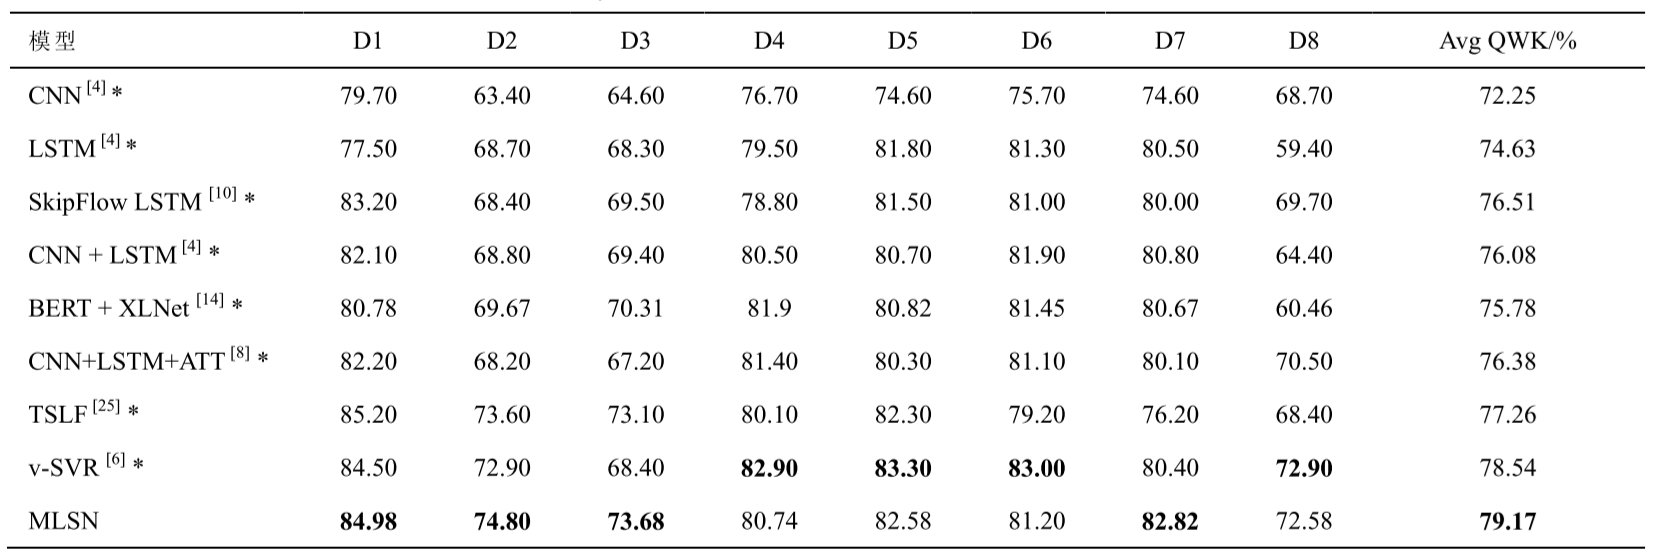 模型 D1 D2 D3 D4 D5 D6 D7 D8 Avg QWK/%
CNN [4] * 79.70 63.40 64.60 76.70 74.60 75.70 74.60 68.70 72.25
LSTM [4] * 77.50 68.70 68.30 79.50 81.80 81.30 80.50 59.40 74.63
SkipFlow LSTM [10] * 83.20 68.40 69.50 78.80 81.50 81.00 80.00 69.70 76.51
CNN + LSTM [4] * 82.10 68.80 69.40 80.50 80.70 81.90 80.80 64.40 76.08
BERT + XLNet [14] * 80.78 69.67 70.31 81.9 80.82 81.45 80.67 60.46 75.78
CNN+LSTM+ATT [8] * 82.20 68.20 67.20 81.40 80.30 81.10 80.10 70.50 76.38
TSLF [25] * 85.20 73.60 73.10 80.10 82.30 79.20 76.20 68.40 77.26
v-SVR [6] * 84.50 72.90 68.40 82.90 83.30 83.00 80.40 72.90 78.54
MLSN 84.98 74.80 73.68 80.74 82.58 81.20 82.82 72.58 79.17